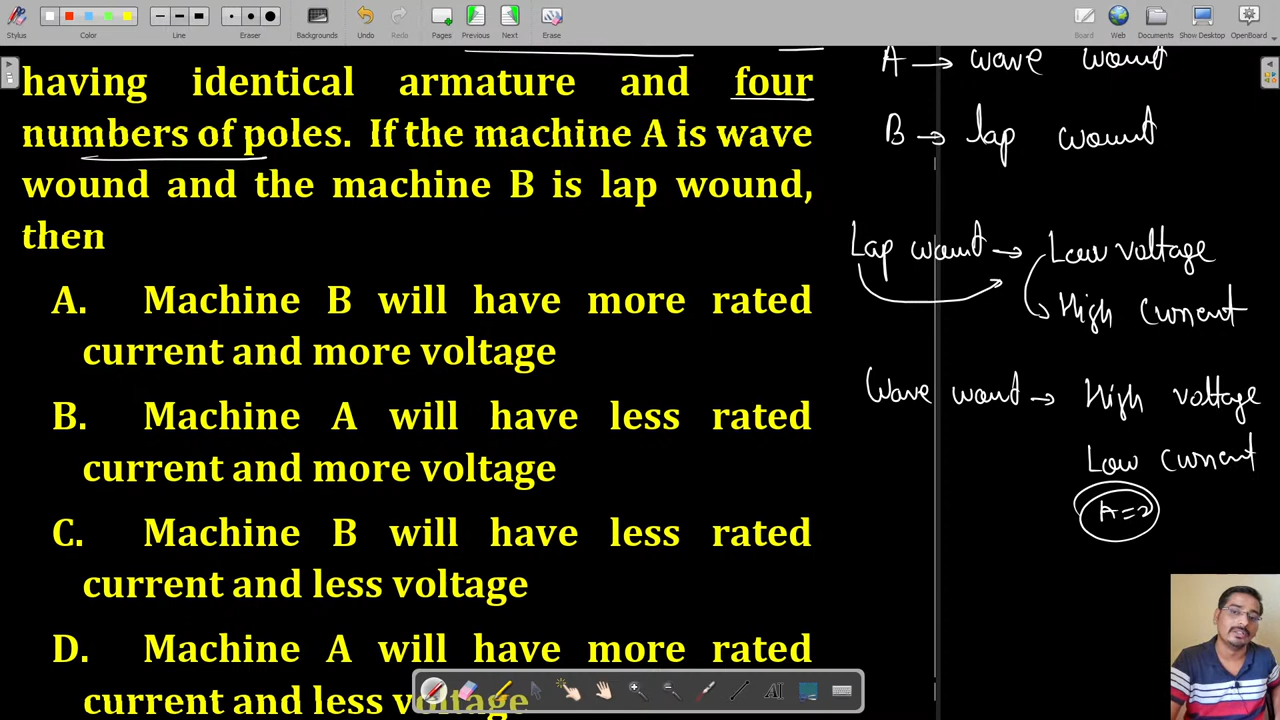 Stylus Color Line Eraser Backgrounds Undo Redo Pages Previous Next Erase Board Web Documents Show Desktop OpenBoard
having identical armature and four
numbers of poles. If the machine A is wave
wound and the machine B is lap wound,
then
A. Machine B will have more rated
current and more voltage
B. Machine A will have less rated
current and more voltage
C. Machine B will have less rated
current and less voltage
D. Machine A will have more rated
current and less voltage
A → wave wound
B → lap wound
Lap wound → Low voltage
High current
Wave wound → High voltage
Low current
A=2